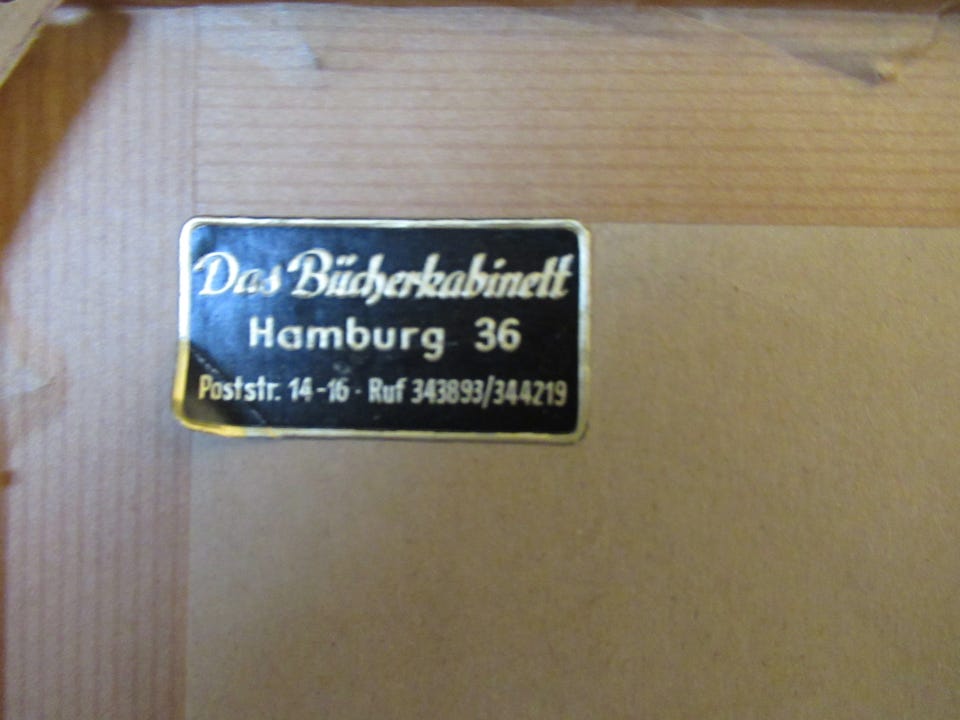 Das Bücherkabinett
Hamburg 36
Poststr. 14-16 · Ruf 343893/344219